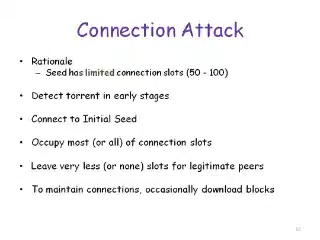 Connection Attack
• Rationale
– Seed has limited connection slots (50 - 100)
• Detect torrent in early stages
• Connect to Initial Seed
• Occupy most (or all) of connection slots
• Leave very less (or none) slots for legitimate peers
• To maintain connections, occasionally download blocks